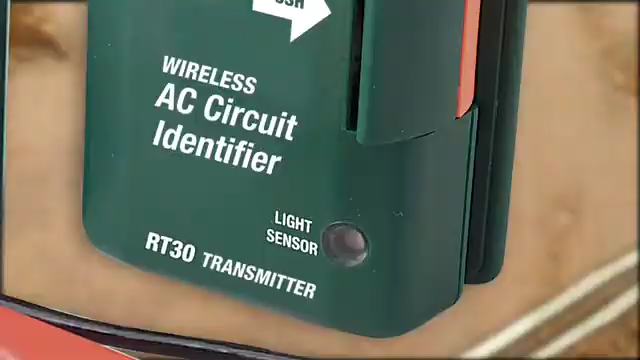 WIRELESS
AC Circuit
Identifier
LIGHT
SENSOR
RT30 TRANSMITTER